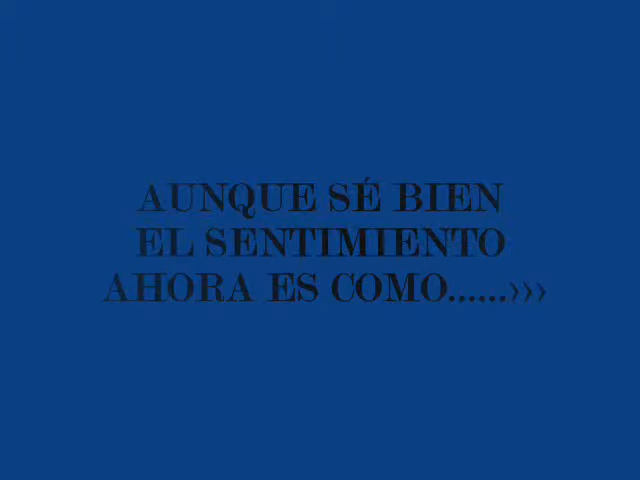 AUNQUE SÉ BIEN
EL SENTIMIENTO
AHORA ES COMO......›››